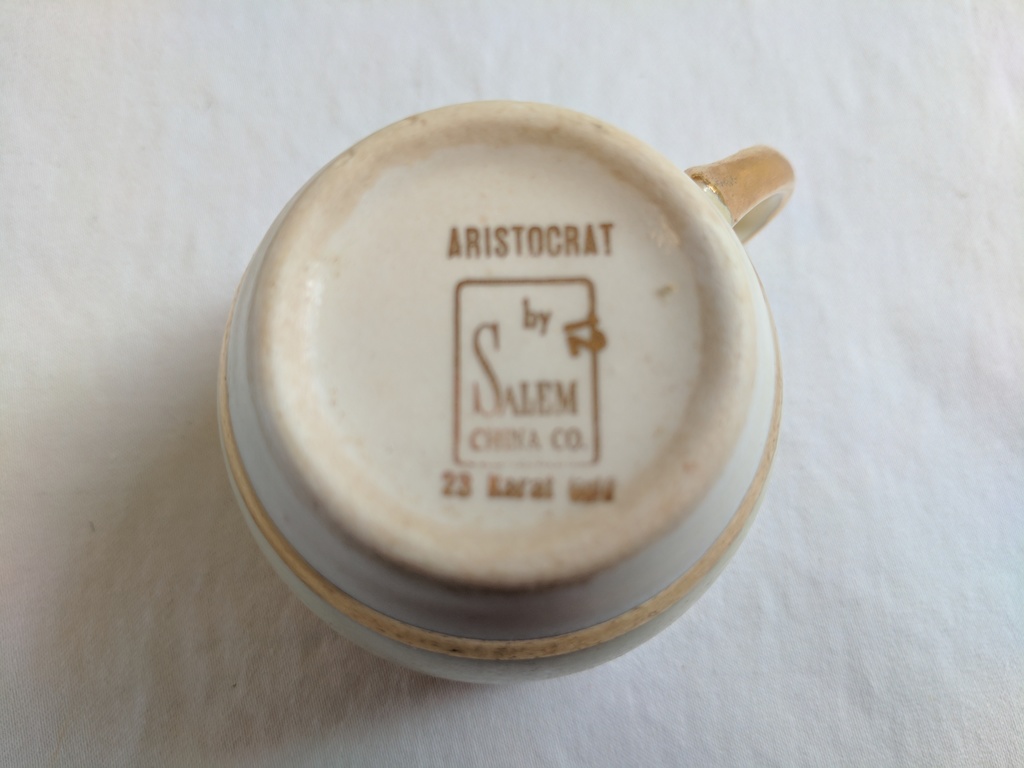 ARISTOCRAT
by
SALEM
CHINA CO.
23 Karat Gold